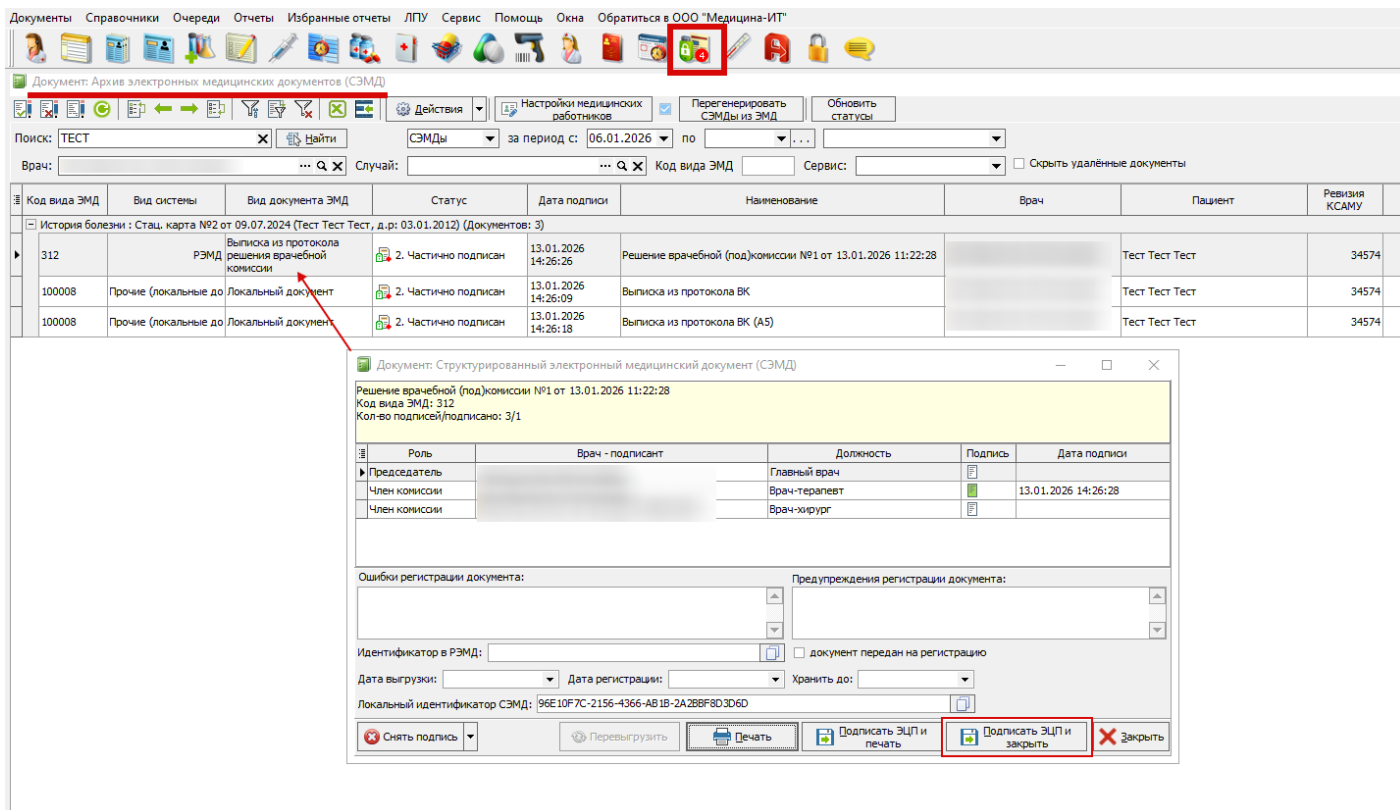 Документы Справочники Очереди Отчеты Избранные отчеты ЛПУ Сервис Помощь Окна Обратиться в ООО "Медицина-ИТ"
Документ: Архив электронных медицинских документов (СЭМД)
Действия Настройки медицинских работников Перегенерировать СЭМДы из ЭМД Обновить статусы
Поиск: ТЕСТ Найти СЭМДы за период с: 06.01.2026 по ...
Врач: ... Случай: ... Код вида ЭМД Сервис: Скрыть удалённые документы
Код вида ЭМД Вид системы Вид документа ЭМД Статус Дата подписи Наименование Врач Пациент Ревизия КСАМУ
История болезни : Стац. карта №2 от 09.07.2024 (Тест Тест Тест, д.р: 03.01.2012) (Документов: 3)
312 РЭМД Выписка из протокола решения врачебной комиссии 2. Частично подписан 13.01.2026 14:26:26 Решение врачебной (под)комиссии №1 от 13.01.2026 11:22:28 Тест Тест Тест 34574
100008 Прочие (локальные до Локальный документ 2. Частично подписан 13.01.2026 14:26:09 Выписка из протокола ВК Тест Тест Тест 34574
100008 Прочие (локальные до Локальный документ 2. Частично подписан 13.01.2026 14:26:18 Выписка из протокола ВК (А5) Тест Тест Тест 34574
Документ: Структурированный электронный медицинский документ (СЭМД)
Решение врачебной (под)комиссии №1 от 13.01.2026 11:22:28
Код вида ЭМД: 312
Кол-во подписей/подписано: 3/1
Роль Врач - подписант Должность Подпись Дата подписи
Председатель Главный врач
Член комиссии Врач-терапевт 13.01.2026 14:26:28
Член комиссии Врач-хирург
Ошибки регистрации документа: Предупреждения регистрации документа:
Идентификатор в РЭМД: документ передан на регистрацию
Дата выгрузки: Дата регистрации: Хранить до:
Локальный идентификатор СЭМД: 96E10F7C-2156-4366-AB1B-2A2BBF8D3D6D
Снять подпись Перевыгрузить Печать Подписать ЭЦП и печать Подписать ЭЦП и закрыть Закрыть